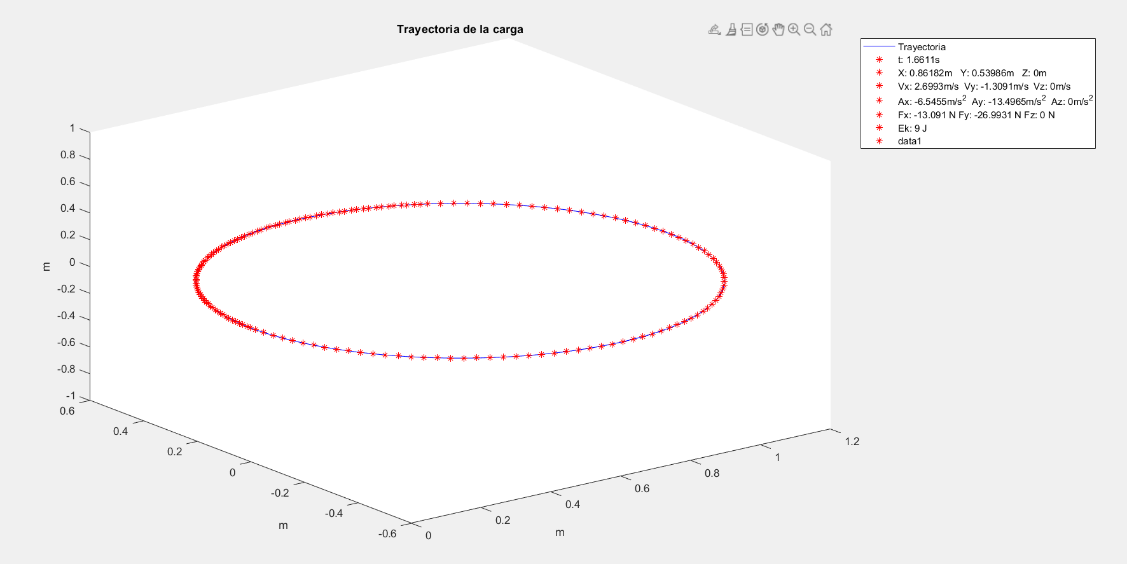 Trayectoria de la carga
Trayectoria
t: 1.6611s
X: 0.86182m Y: 0.53986m Z: 0m
Vx: 2.6993m/s Vy: -1.3091m/s Vz: 0m/s
Ax: -6.5455m/s² Ay: -13.4965m/s² Az: 0m/s²
Fx: -13.091 N Fy: -26.9931 N Fz: 0 N
Ek: 9 J
data1
1
0.8
0.6
0.4
0.2
0
-0.2
-0.4
-0.6
-0.8
-1
m
0.6
0.4
0.2
0
-0.2
-0.4
-0.6
m
0
0.2
0.4
0.6
0.8
1
1.2
m